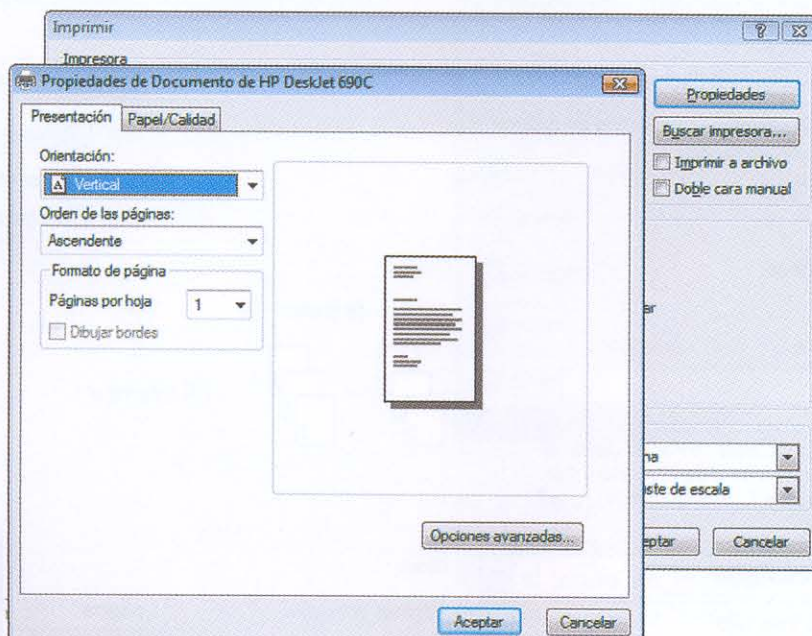 Imprimir
Impresora
Propiedades de Documento de HP DeskJet 690C
Presentación
Papel/Calidad
Orientación:
Vertical
Orden de las páginas:
Ascendente
Formato de página
Páginas por hoja
1
Dibujar bordes
Opciones avanzadas...
Aceptar
Cancelar
Propiedades
Buscar impresora...
Imprimir a archivo
Doble cara manual
ar
na
uste de escala
eptar
Cancelar